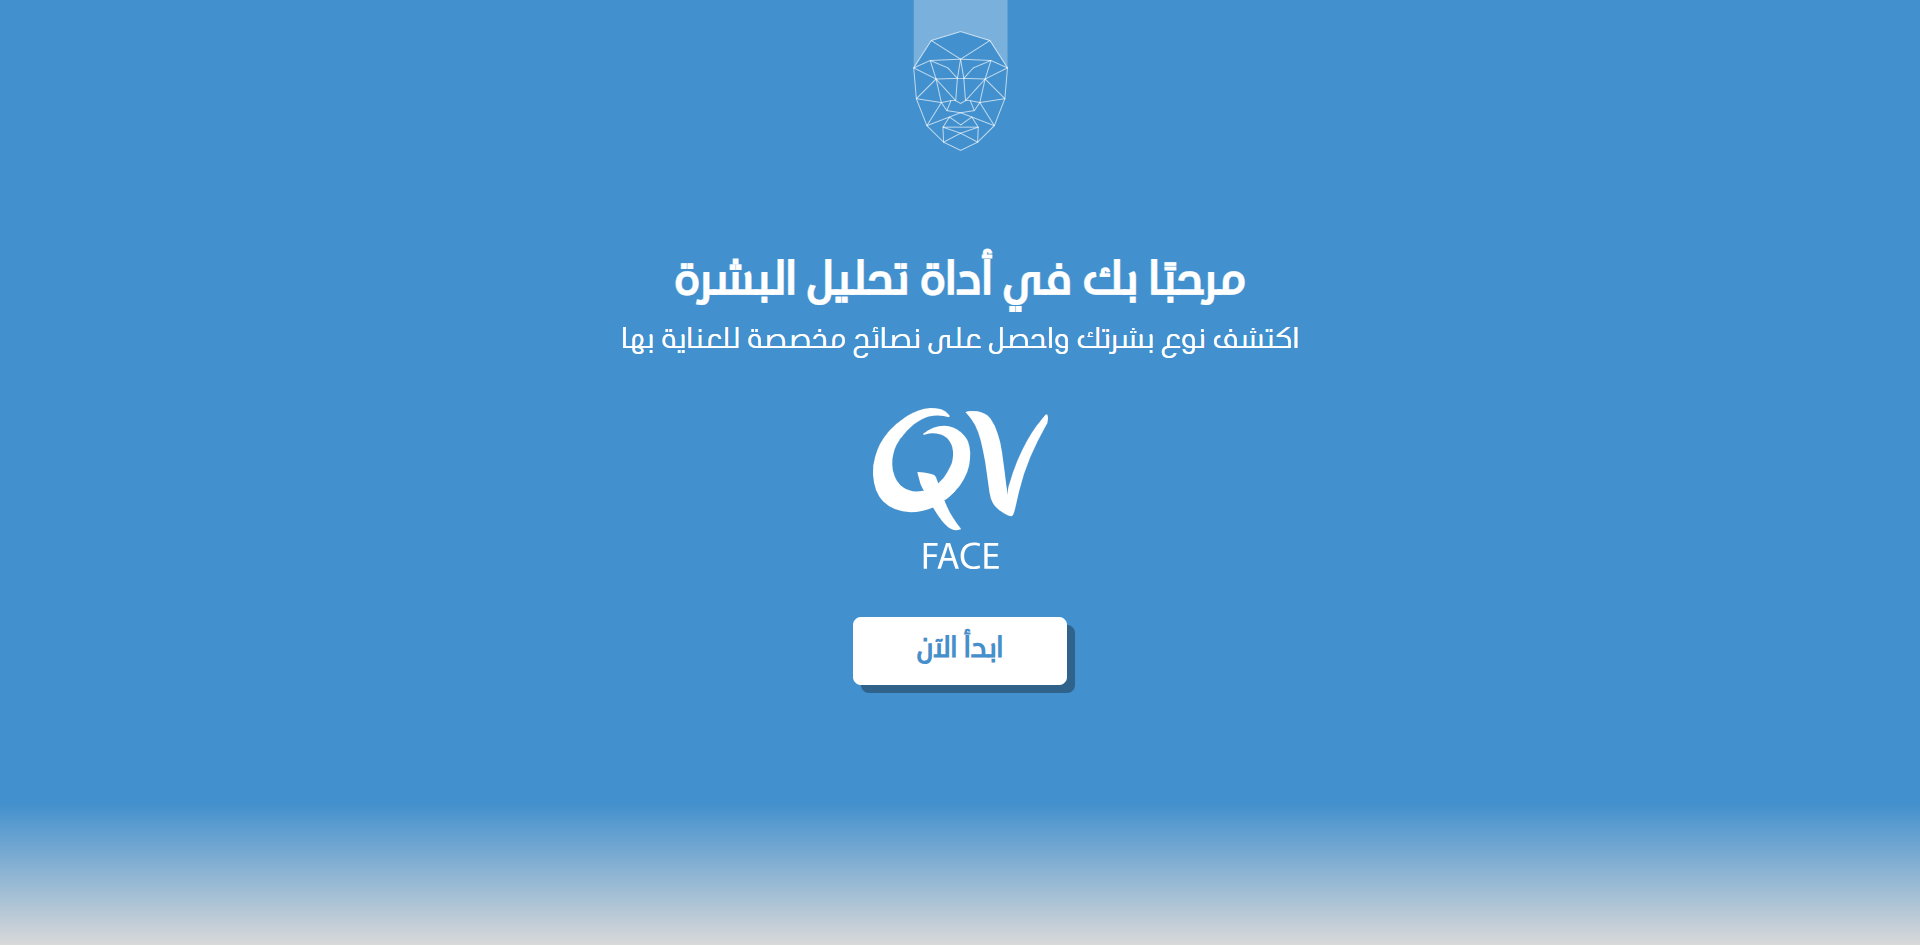 مرحبًا بك في أداة تحليل البشرة
اكتشف نوع بشرتك واحصل على نصائح مخصصة للعناية بها
QV
FACE
ابدأ الآن